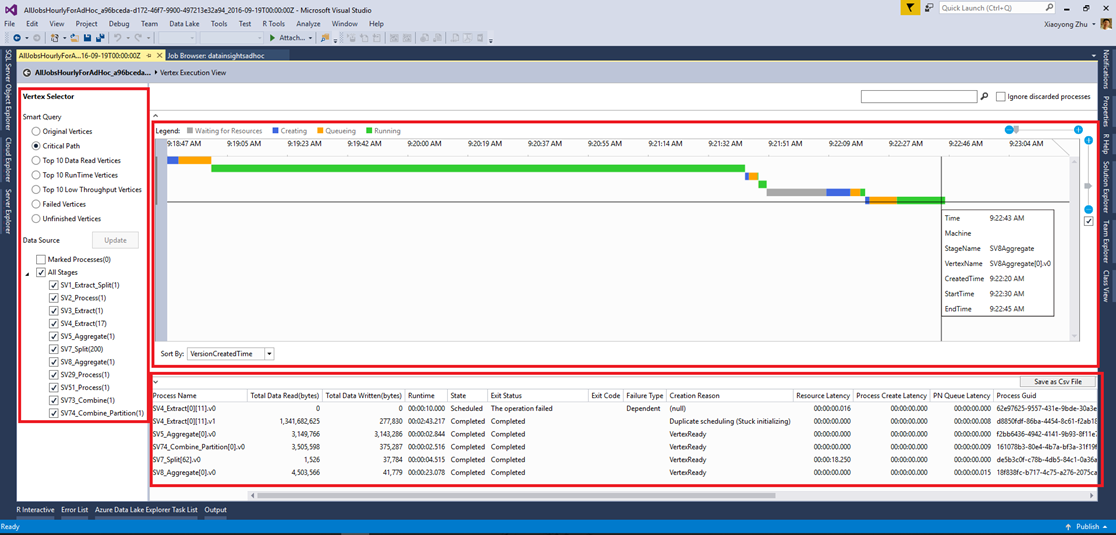 AllJobsHourlyForAdHoc_a96bceda-d172-46f7-9900-497213e32a94_2016-09-19T00:00:00Z - Microsoft Visual Studio
Quick Launch (Ctrl+Q)
File Edit View Project Debug Team Data Lake Tools Test R Tools Analyze Window Help
Xiaoyong Zhu
Attach...
AllJobsHourlyForA...16-09-19T00:00:00Z
Job Browser: datainsightsadhoc
AllJobsHourlyForAdHoc_a96bceda... Vertex Execution View
SQL Server Object Explorer
Cloud Explorer
Server Explorer
Vertex Selector
Smart Query
Original Vertices
Critical Path
Top 10 Data Read Vertices
Top 10 RunTime Vertices
Top 10 Low Throughput Vertices
Failed Vertices
Unfinished Vertices
Data Source
Update
Marked Processes(0)
All Stages
SV1_Extract_Split(1)
SV2_Process(1)
SV3_Extract(1)
SV4_Extract(17)
SV5_Aggregate(1)
SV7_Split(200)
SV8_Aggregate(1)
SV29_Process(1)
SV51_Process(1)
SV73_Combine(1)
SV74_Combine_Partition(1)
Ignore discarded processes
Legend: Waiting for Resources Creating Queueing Running
9:18:47 AM 9:19:05 AM 9:19:23 AM 9:19:42 AM 9:20:00 AM 9:20:19 AM 9:20:37 AM 9:20:55 AM 9:21:14 AM 9:21:32 AM 9:21:51 AM 9:22:09 AM 9:22:27 AM 9:22:46 AM 9:23:04 AM
Time 9:22:43 AM
Machine
StageName SV8Aggregate
VertexName SV8Aggregate[0].v0
CreatedTime 9:22:20 AM
StartTime 9:22:30 AM
EndTime 9:22:45 AM
Sort By: VersionCreatedTime
Save as Csv File
Process Name Total Data Read(bytes) Total Data Written(bytes) Runtime State Exit Status Exit Code Failure Type Creation Reason Resource Latency Process Create Latency PN Queue Latency Process Guid
SV4_Extract[0][11].v0 0 0 00:00:10.000 Scheduled The operation failed Dependent (null) 00:00:00.016 00:00:00.000 00:00:00.000 62e97625-9557-431e-9bde-30a3e
SV4_Extract[0][11].v1 1,341,682,625 277,830 00:02:43.217 Completed Completed Duplicate scheduling (Stuck initializing) 00:00:00.000 00:00:00.000 00:00:00.008 d8850fdf-86ba-4454-8c61-f2ab18
SV5_Aggregate[0].v0 3,149,766 3,143,286 00:00:02.844 Completed Completed VertexReady 00:00:00.000 00:00:00.000 00:00:00.000 f2bb6436-4942-4141-9b93-8f11e7
SV74_Combine_Partition[0].v0 3,505,598 375,287 00:00:02.516 Completed Completed VertexReady 00:00:00.000 00:00:00.000 00:00:00.009 161078b3-80e4-4b7a-bf3a-31f19f
SV7_Split[62].v0 1,526 37,784 00:00:04.515 Completed Completed VertexReady 00:00:18.250 00:00:00.000 00:00:00.000 de5b3c0f-c78b-4db5-84c1-0a36a
SV8_Aggregate[0].v0 4,503,566 41,779 00:00:23.078 Completed Completed VertexReady 00:00:00.000 00:00:00.000 00:00:00.015 18f838fc-b717-4c75-a276-2075ca
Notifications
Properties
R Help
Solution Explorer
Team Explorer
Class View
R Interactive Error List Azure Data Lake Explorer Task List Output
Ready
Publish